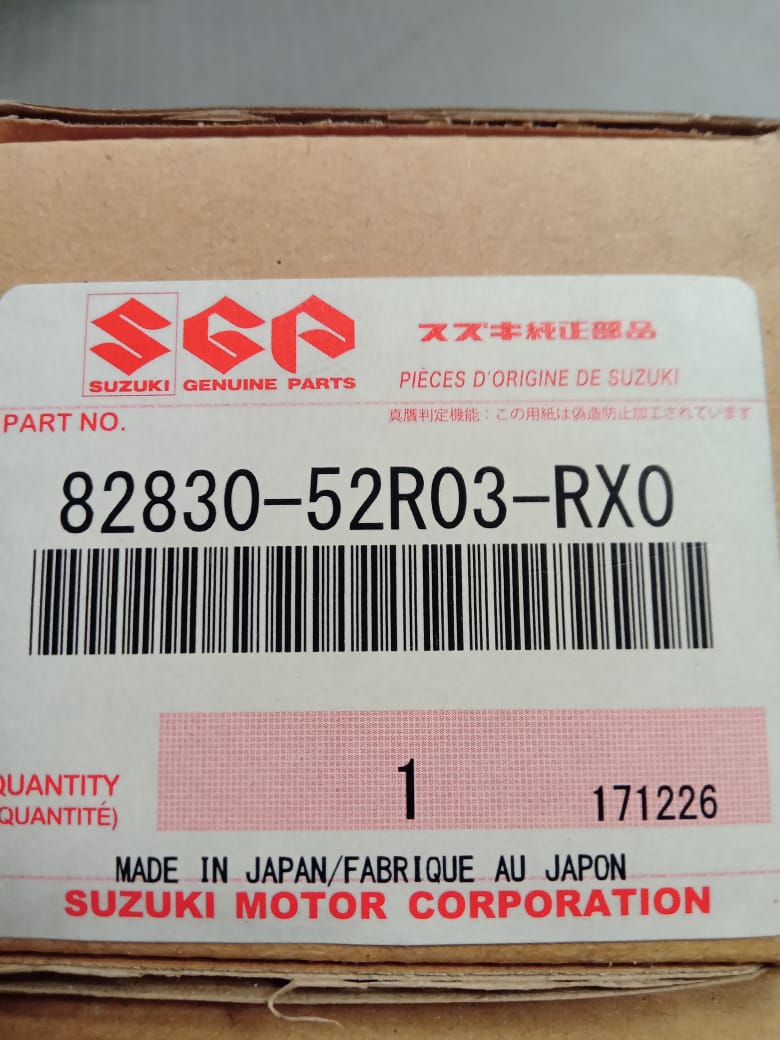 SUZUKI GENUINE PARTS
スズキ純正部品
PIÈCES D'ORIGINE DE SUZUKI
PART NO.
真贋判定機能：この用紙は偽造防止加工されています
82830-52R03-RX0
QUANTITY
QUANTITÉ)
1
171226
MADE IN JAPAN/FABRIQUE AU JAPON
SUZUKI MOTOR CORPORATION